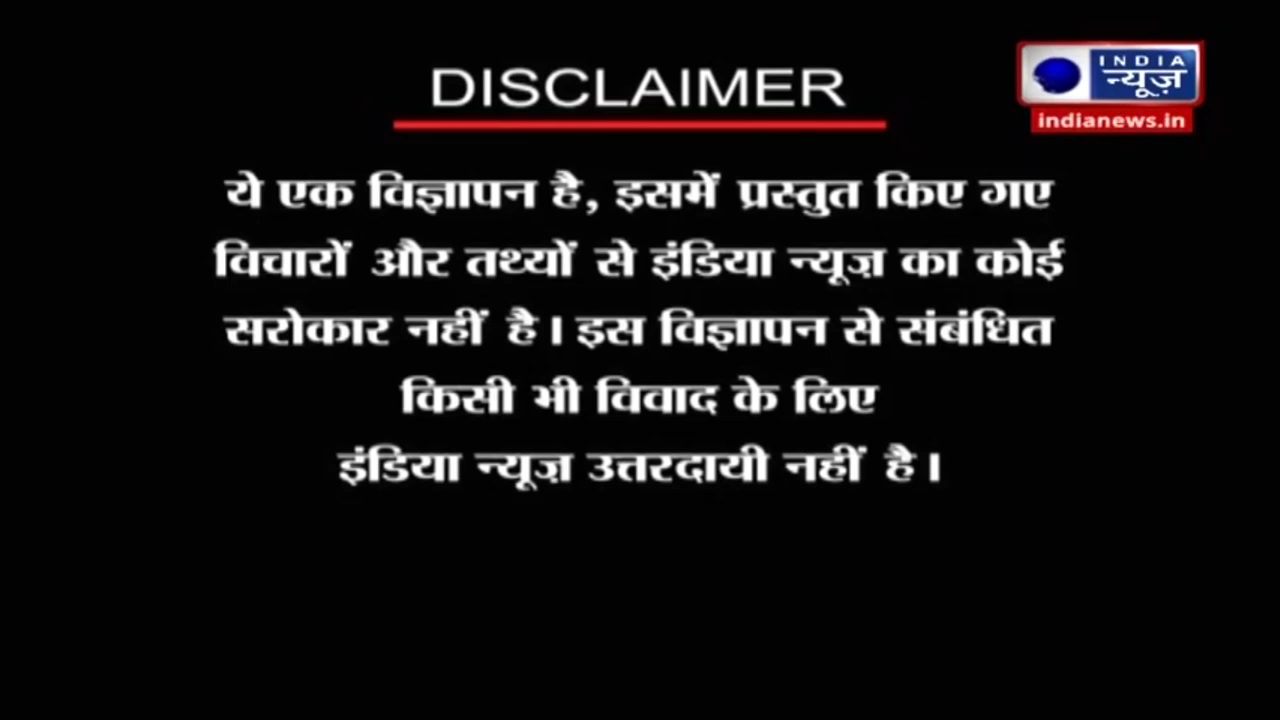 DISCLAIMER
INDIA
न्यूज़
indianews.in
ये एक विज्ञापन है, इसमें प्रस्तुत किए गए
विचारों और तथ्यों से इंडिया न्यूज़ का कोई
सरोकार नहीं है। इस विज्ञापन से संबंधित
किसी भी विवाद के लिए
इंडिया न्यूज़ उत्तरदायी नहीं है।